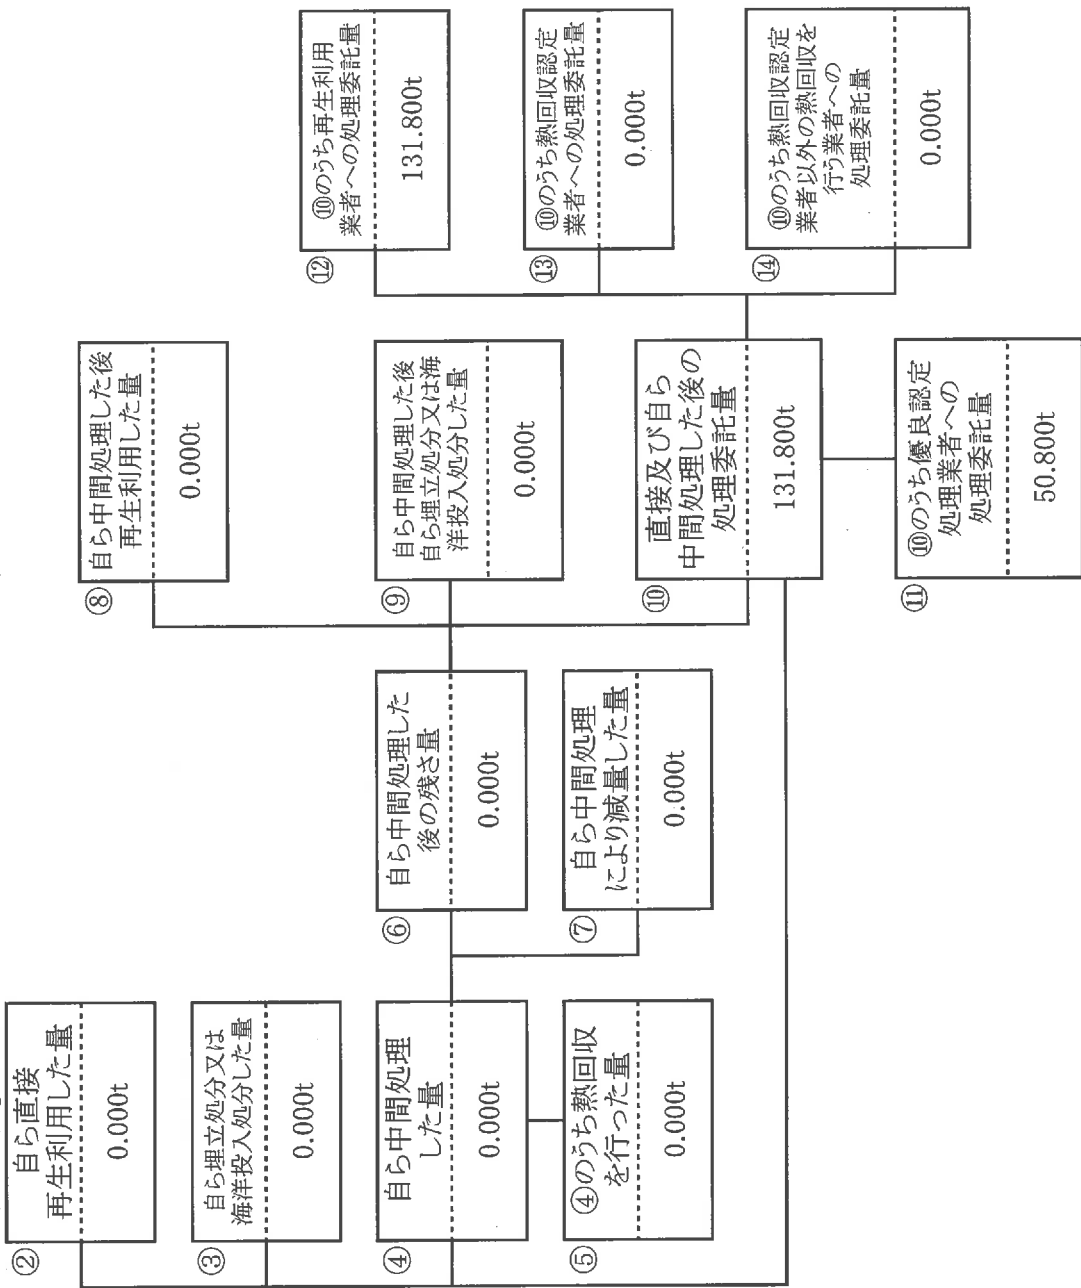 ②
自ら直接
再生利用した量
0.000t
③
自ら埋立処分又は
海洋投入処分した量
0.000t
④
自ら中間処理
した量
0.000t
⑤
④のうち熱回収
を行った量
0.000t
⑥
自ら中間処理した
後の残さ量
0.000t
⑦
自ら中間処理
により減量した量
0.000t
⑧
自ら中間処理した後
再生利用した量
0.000t
⑨
自ら中間処理した後
自ら埋立処分又は海
洋投入処分した量
0.000t
⑩
直接及び自ら
中間処理した後の
処理委託量
131.800t
⑪
⑩のうち優良認定
処理業者への
処理委託量
50.800t
⑫
⑩のうち再生利用
業者への処理委託量
131.800t
⑬
⑩のうち熱回収認定
業者への処理委託量
0.000t
⑭
⑩のうち熱回収認定
業者以外の熱回収を
行う業者への
処理委託量
0.000t